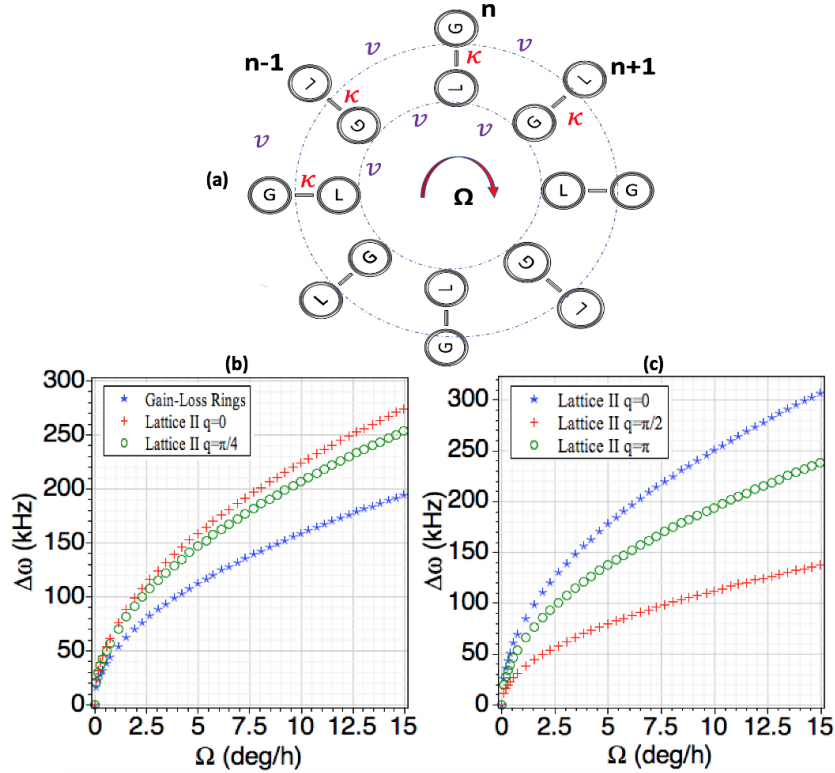 n
G
ν ν
κ
n-1 n+1
L L L
κ
G ν ν G κ
ν
(a) κ ν
G L L G
Ω
G G
L L L
G
(b) (c)
300
250
200
150
100
50
0
Δω (kHz)
★ Gain-Loss Rings
+ Lattice II q=0
○ Lattice II q=π/4
0 2.5 5 7.5 10 12.5 15
Ω (deg/h)
300
250
200
150
100
50
0
Δω (kHz)
★ Lattice II q=0
+ Lattice II q=π/2
○ Lattice II q=π
0 2.5 5 7.5 10 12.5 15
Ω (deg/h)